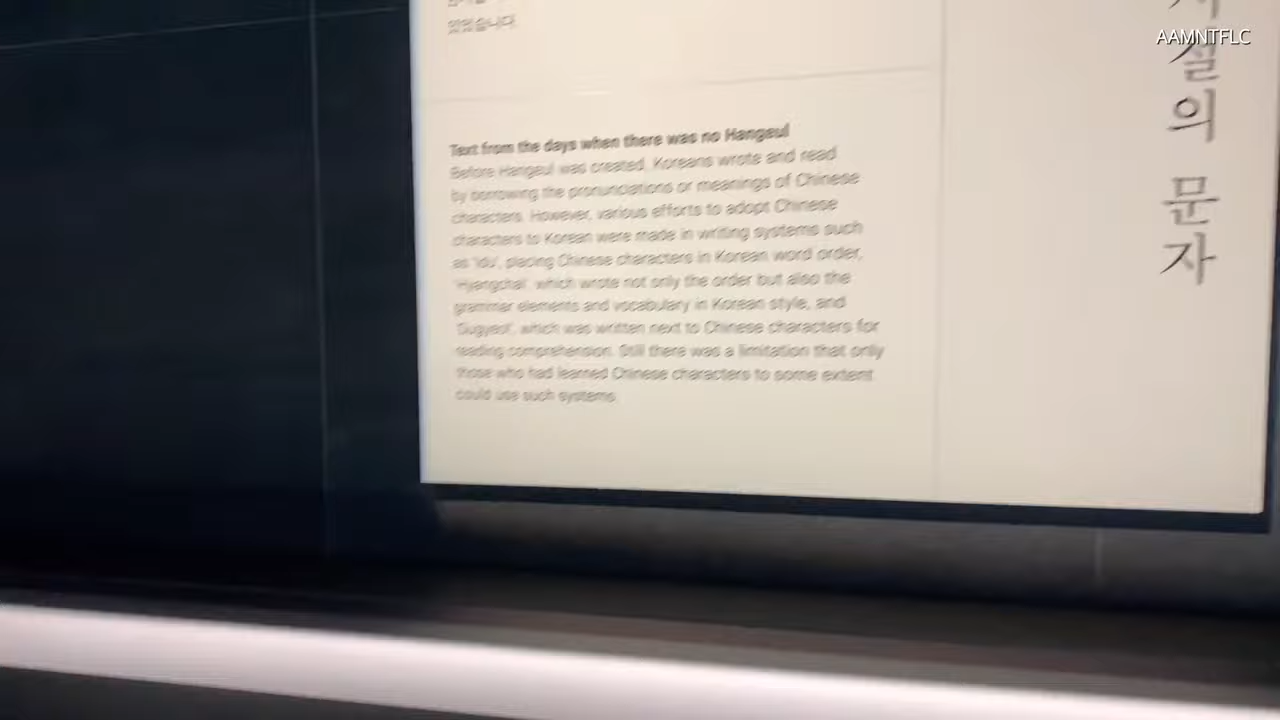 AAMNTFLC
Text from the days when there was no Hangeul
Before Hangeul was created, Koreans wrote and read
by borrowing the pronunciations or meanings of Chinese
characters. However, various efforts to adopt Chinese
characters to Korean were made in writing systems such
as 'Idu', placing Chinese characters in Korean word order,
'Hyangchal', which wrote not only the order but also the
grammar elements and vocabulary in Korean style, and
'Gugyeol', which was written next to Chinese characters for
reading comprehension. Still there was a limitation that only
those who had learned Chinese characters to some extent
could use such systems.
절의 문자